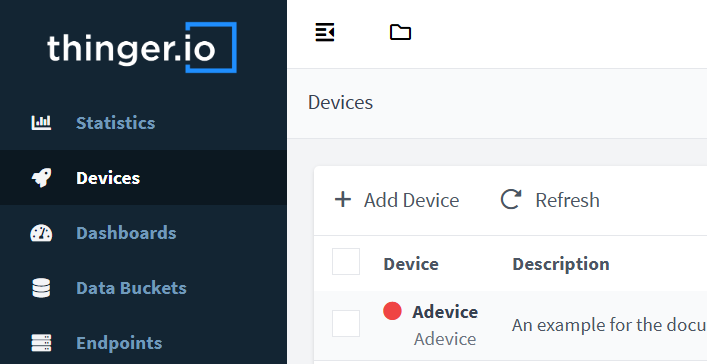 thinger.io
Statistics
Devices
Dashboards
Data Buckets
Endpoints
Devices
Add Device Refresh
Device Description
Adevice
Adevice
An example for the docu